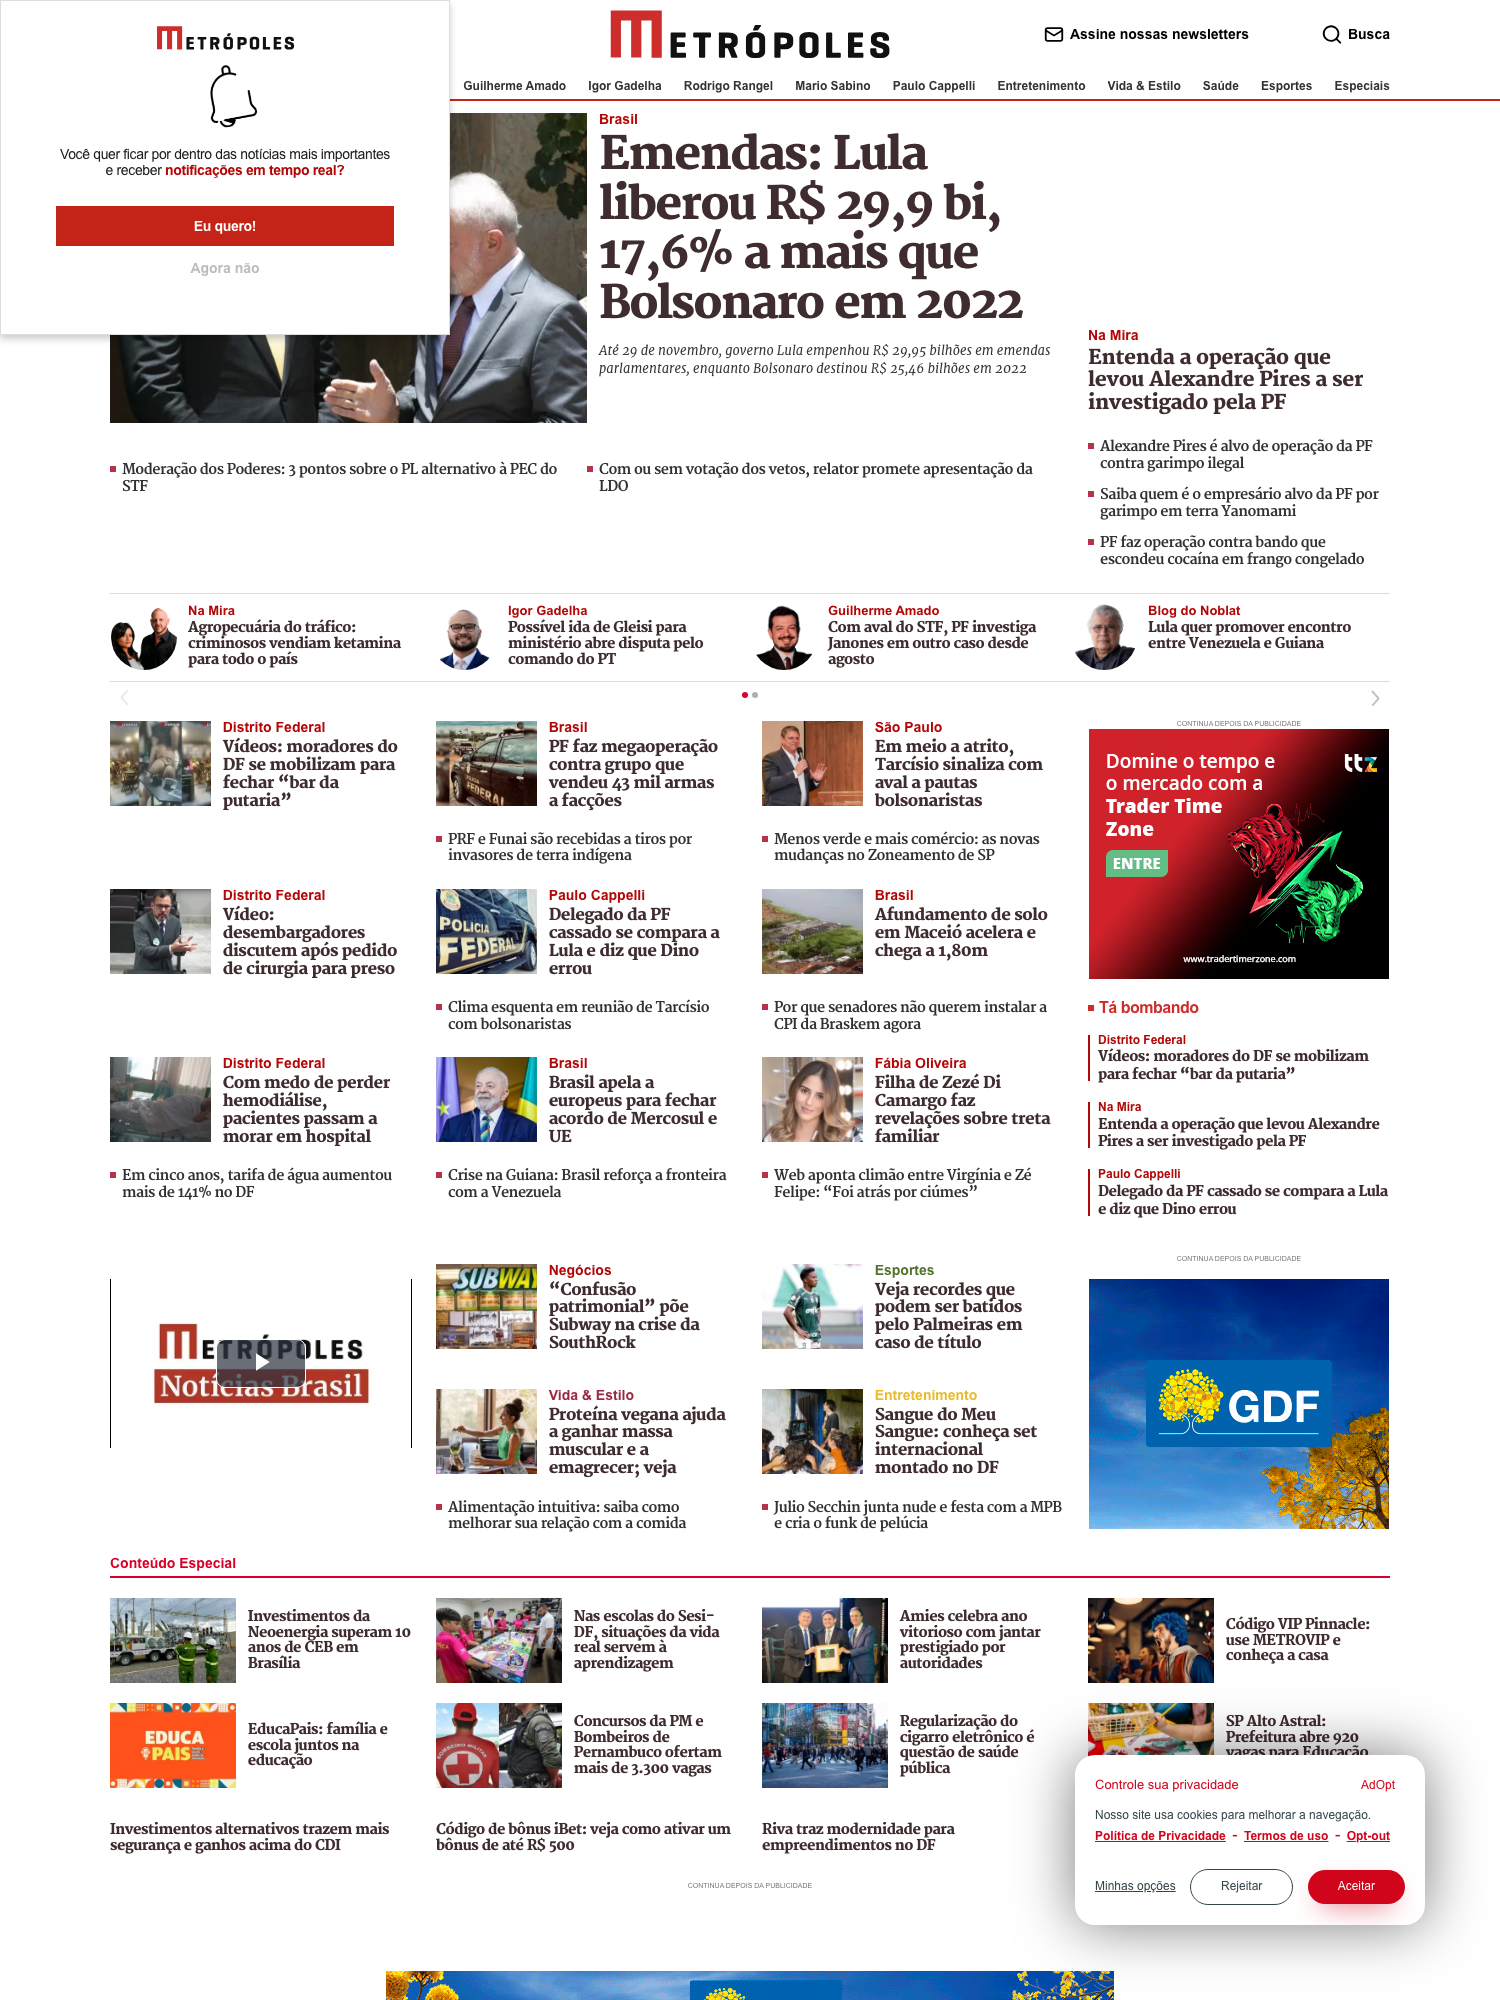 METRÓPOLES
Você quer ficar por dentro das notícias mais importantes
e receber notificações em tempo real?
Eu quero!
Agora não
METRÓPOLES
Assine nossas newsletters
Busca
Guilherme Amado
Igor Gadelha
Rodrigo Rangel
Mario Sabino
Paulo Cappelli
Entretenimento
Vida & Estilo
Saúde
Esportes
Especiais
Brasil
Emendas: Lula
liberou R$ 29,9 bi,
17,6% a mais que
Bolsonaro em 2022
Até 29 de novembro, governo Lula empenhou R$ 29,95 bilhões em emendas
parlamentares, enquanto Bolsonaro destinou R$ 25,46 bilhões em 2022
Moderação dos Poderes: 3 pontos sobre o PL alternativo à PEC do
STF
Com ou sem votação dos vetos, relator promete apresentação da
LDO
Na Mira
Entenda a operação que
levou Alexandre Pires a ser
investigado pela PF
Alexandre Pires é alvo de operação da PF
contra garimpo ilegal
Saiba quem é o empresário alvo da PF por
garimpo em terra Yanomami
PF faz operação contra bando que
escondeu cocaína em frango congelado
Na Mira
Agropecuária do tráfico:
criminosos vendiam ketamina
para todo o país
Igor Gadelha
Possível ida de Gleisi para
ministério abre disputa pelo
comando do PT
Guilherme Amado
Com aval do STF, PF investiga
Janones em outro caso desde
agosto
Blog do Noblat
Lula quer promover encontro
entre Venezuela e Guiana
Distrito Federal
Vídeos: moradores do
DF se mobilizam para
fechar “bar da
putaria”
Brasil
PF faz megaoperação
contra grupo que
vendeu 43 mil armas
a facções
PRF e Funai são recebidas a tiros por
invasores de terra indígena
São Paulo
Em meio a atrito,
Tarcísio sinaliza com
aval a pautas
bolsonaristas
Menos verde e mais comércio: as novas
mudanças no Zoneamento de SP
CONTINUA DEPOIS DA PUBLICIDADE
Domine o tempo e
o mercado com a
Trader Time
Zone
ENTRE
ttz
www.tradertimerzone.com
Distrito Federal
Vídeo:
desembargadores
discutem após pedido
de cirurgia para preso
POLÍCIA
FEDERAL
Paulo Cappelli
Delegado da PF
cassado se compara a
Lula e diz que Dino
errou
Clima esquenta em reunião de Tarcísio
com bolsonaristas
Brasil
Afundamento de solo
em Maceió acelera e
chega a 1,80m
Por que senadores não querem instalar a
CPI da Braskem agora
Tá bombando
Distrito Federal
Vídeos: moradores do DF se mobilizam
para fechar “bar da putaria”
Na Mira
Entenda a operação que levou Alexandre
Pires a ser investigado pela PF
Paulo Cappelli
Delegado da PF cassado se compara a Lula
e diz que Dino errou
Distrito Federal
Com medo de perder
hemodiálise,
pacientes passam a
morar em hospital
Em cinco anos, tarifa de água aumentou
mais de 141% no DF
Brasil
Brasil apela a
europeus para fechar
acordo de Mercosul e
UE
Crise na Guiana: Brasil reforça a fronteira
com a Venezuela
Fábia Oliveira
Filha de Zezé Di
Camargo faz
revelações sobre treta
familiar
Web aponta climão entre Virgínia e Zé
Felipe: “Foi atrás por ciúmes”
CONTINUA DEPOIS DA PUBLICIDADE
METRÓPOLES
Notícias Brasil
SUBWAY
Negócios
“Confusão
patrimonial” põe
Subway na crise da
SouthRock
Esportes
Veja recordes que
podem ser batidos
pelo Palmeiras em
caso de título
GDF
Vida & Estilo
Proteína vegana ajuda
a ganhar massa
muscular e a
emagrecer; veja
Alimentação intuitiva: saiba como
melhorar sua relação com a comida
Entretenimento
Sangue do Meu
Sangue: conheça set
internacional
montado no DF
Julio Secchin junta nude e festa com a MPB
e cria o funk de pelúcia
Conteúdo Especial
Investimentos da
Neoenergia superam 10
anos de CEB em
Brasília
Nas escolas do Sesi-
DF, situações da vida
real servem à
aprendizagem
Amies celebra ano
vitorioso com jantar
prestigiado por
autoridades
Código VIP Pinnacle:
use METROVIP e
conheça a casa
EDUCA
PAIS
EducaPais: família e
escola juntos na
educação
Concursos da PM e
Bombeiros de
Pernambuco ofertam
mais de 3.300 vagas
Regularização do
cigarro eletrônico é
questão de saúde
pública
SP Alto Astral:
Prefeitura abre 920
vagas para Educação
Investimentos alternativos trazem mais
segurança e ganhos acima do CDI
Código de bônus iBet: veja como ativar um
bônus de até R$ 500
Riva traz modernidade para
empreendimentos no DF
CONTINUA DEPOIS DA PUBLICIDADE
Controle sua privacidade
AdOpt
Nosso site usa cookies para melhorar a navegação.
Política de Privacidade - Termos de uso - Opt-out
Minhas opções
Rejeitar
Aceitar